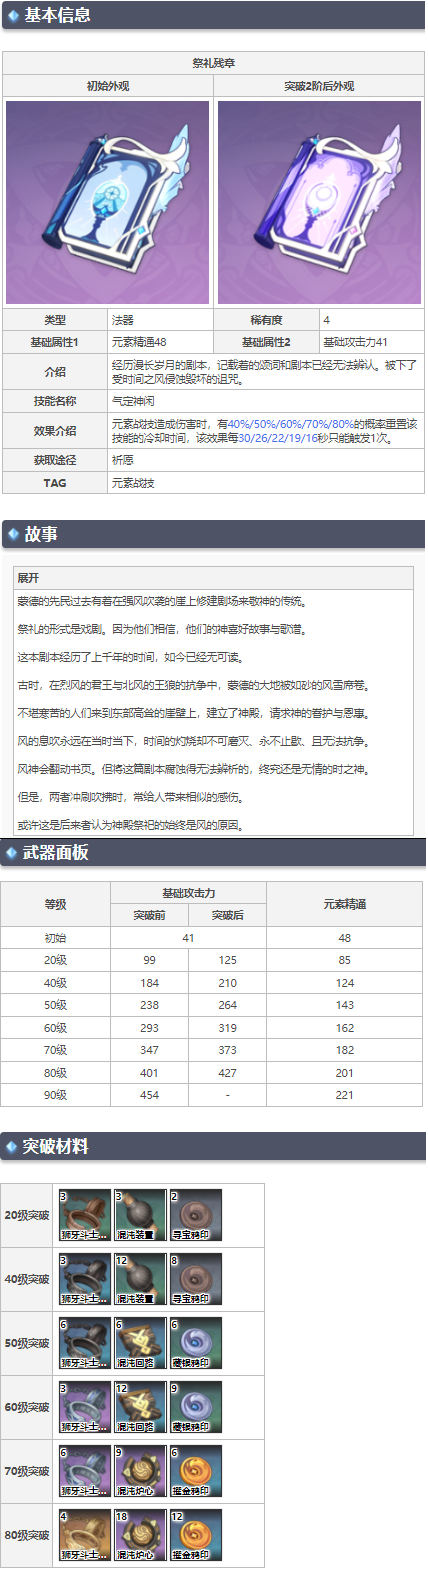 基本信息
祭礼残章
初始外观 突破2阶后外观
类型 法器 稀有度 4
基础属性1 元素精通48 基础属性2 基础攻击力41
介绍 经历漫长岁月的剧本，记载着的颂词和剧本已经无法辨认。被下了
受时间之风侵蚀毁坏的诅咒。
技能名称 气定神闲
效果介绍 元素战技造成伤害时，有40%/50%/60%/70%/80%的概率重置该
技能的冷却时间，该效果每30/26/22/19/16秒只能触发1次。
获取途径 祈愿
TAG 元素战技
故事
展开
蒙德的先民过去有着在强风吹袭的崖上修建剧场来敬神的传统。
祭礼的形式是戏剧。因为他们相信，他们的神喜好故事与歌谱。
这本剧本经历了上千年的时间，如今已经无可读。
古时，在烈风的君王与北风的王狼的抗争中，蒙德的大地被如砂的风雪席卷。
不堪寒苦的人们来到东部高耸的崖壁上，建立了神殿，请求神的眷护与恩惠。
风的息吹永远在当时当下，时间的灼烧却不可磨灭、永不止歇、且无法抗争。
风神会翻动书页。但将这篇剧本腐蚀得无法辨析的，终究还是无情的时之神。
但是，两者冲刷吹拂时，常给人带来相似的感伤。
或许这是后来者认为神殿祭祀的始终是风的原因。
武器面板
等级 基础攻击力 元素精通
突破前 突破后
初始 41 48
20级 99 125 85
40级 184 210 124
50级 238 264 143
60级 293 319 162
70级 347 373 182
80级 401 427 201
90级 454 - 221
突破材料
20级突破 3 狮牙斗士... 3 混沌装置 2 寻宝鸦印
40级突破 3 狮牙斗士... 12 混沌装置 8 寻宝鸦印
50级突破 6 狮牙斗士... 6 混沌回路 6 藏银鸦印
60级突破 3 狮牙斗士... 12 混沌回路 9 藏银鸦印
70级突破 6 狮牙斗士... 9 混沌炉心 6 攫金鸦印
80级突破 4 狮牙斗士... 18 混沌炉心 12 攫金鸦印